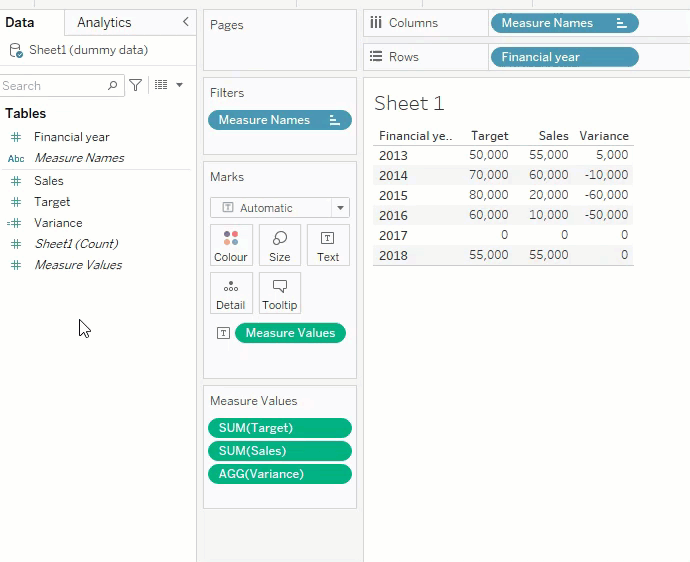 Data
Analytics
Sheet1 (dummy data)
Search
Tables
Financial year
Abc Measure Names
Sales
Target
Variance
Sheet1 (Count)
Measure Values
Pages
Filters
Measure Names
Marks
T Automatic
Colour Size T Text
Detail Tooltip
T Measure Values
Measure Values
SUM(Target)
SUM(Sales)
AGG(Variance)
Columns Measure Names
Rows Financial year
Sheet 1
Financial ye.. Target Sales Variance
2013 50,000 55,000 5,000
2014 70,000 60,000 -10,000
2015 80,000 20,000 -60,000
2016 60,000 10,000 -50,000
2017 0 0 0
2018 55,000 55,000 0